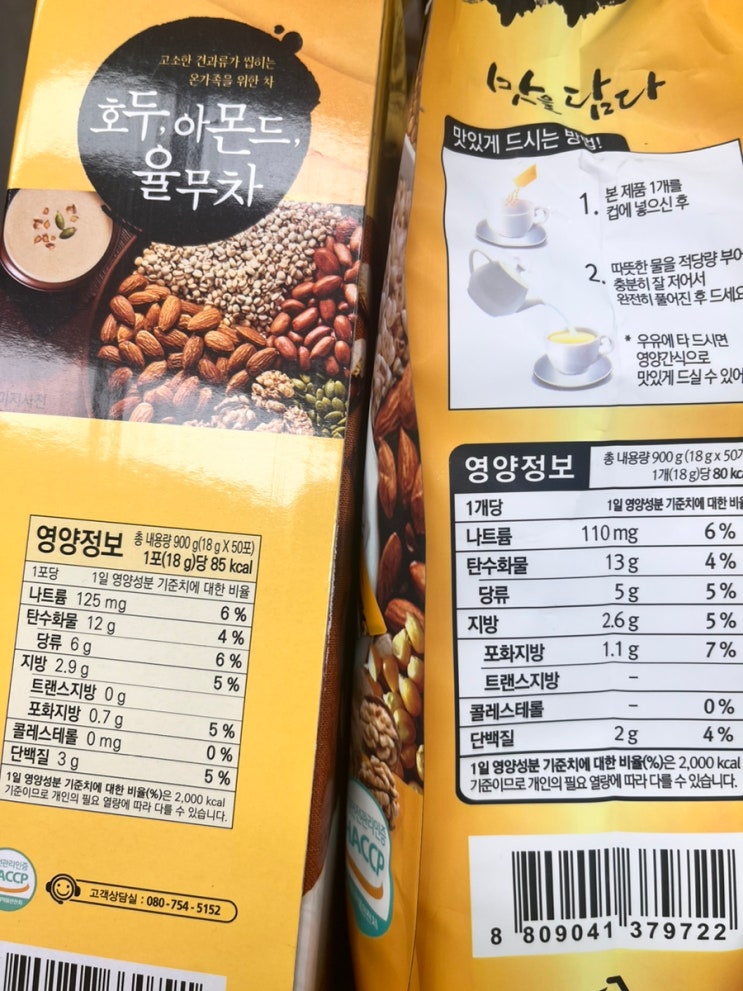 고소한 견과류가 씹히는
온가족을 위한 차
호두, 아몬드,
율무차
영양정보 총 내용량 900 g(18 g X 50포)
1포(18 g)당 85 kcal
1포당 1일 영양성분 기준치에 대한 비율
나트륨 125 mg 6 %
탄수화물 12 g 4 %
당류 6 g 6 %
지방 2.9 g 5 %
트랜스지방 0 g
포화지방 0.7 g 5 %
콜레스테롤 0 mg 0 %
단백질 3 g 5 %
1일 영양성분 기준치에 대한 비율(%)은 2,000 kcal
기준이므로 개인의 필요 열량에 따라 다를 수 있습니다.
고객상담실 : 080-754-5152
맛을 담다
맛있게 드시는 방법!
1. 본 제품 1개를
컵에 넣으신 후
2. 따뜻한 물을 적당량 부어
충분히 잘 저어서
완전히 풀어진 후 드세요
* 우유에 타 드시면
영양간식으로
맛있게 드실 수 있어
영양정보 총 내용량 900 g (18 g x 50
1개(18 g)당 80 kc
1개당 1일 영양성분 기준치에 대한 비율
나트륨 110 mg 6 %
탄수화물 13 g 4 %
당류 5 g 5 %
지방 2.6 g 5 %
포화지방 1.1 g 7 %
트랜스지방 –
콜레스테롤 – 0 %
단백질 2 g 4 %
1일 영양성분 기준치에 대한 비율(%)은 2,000 kcal
기준이므로 개인의 필요 열량에 따라 다를 수 있습니다.
HACCP
8 809041 379722